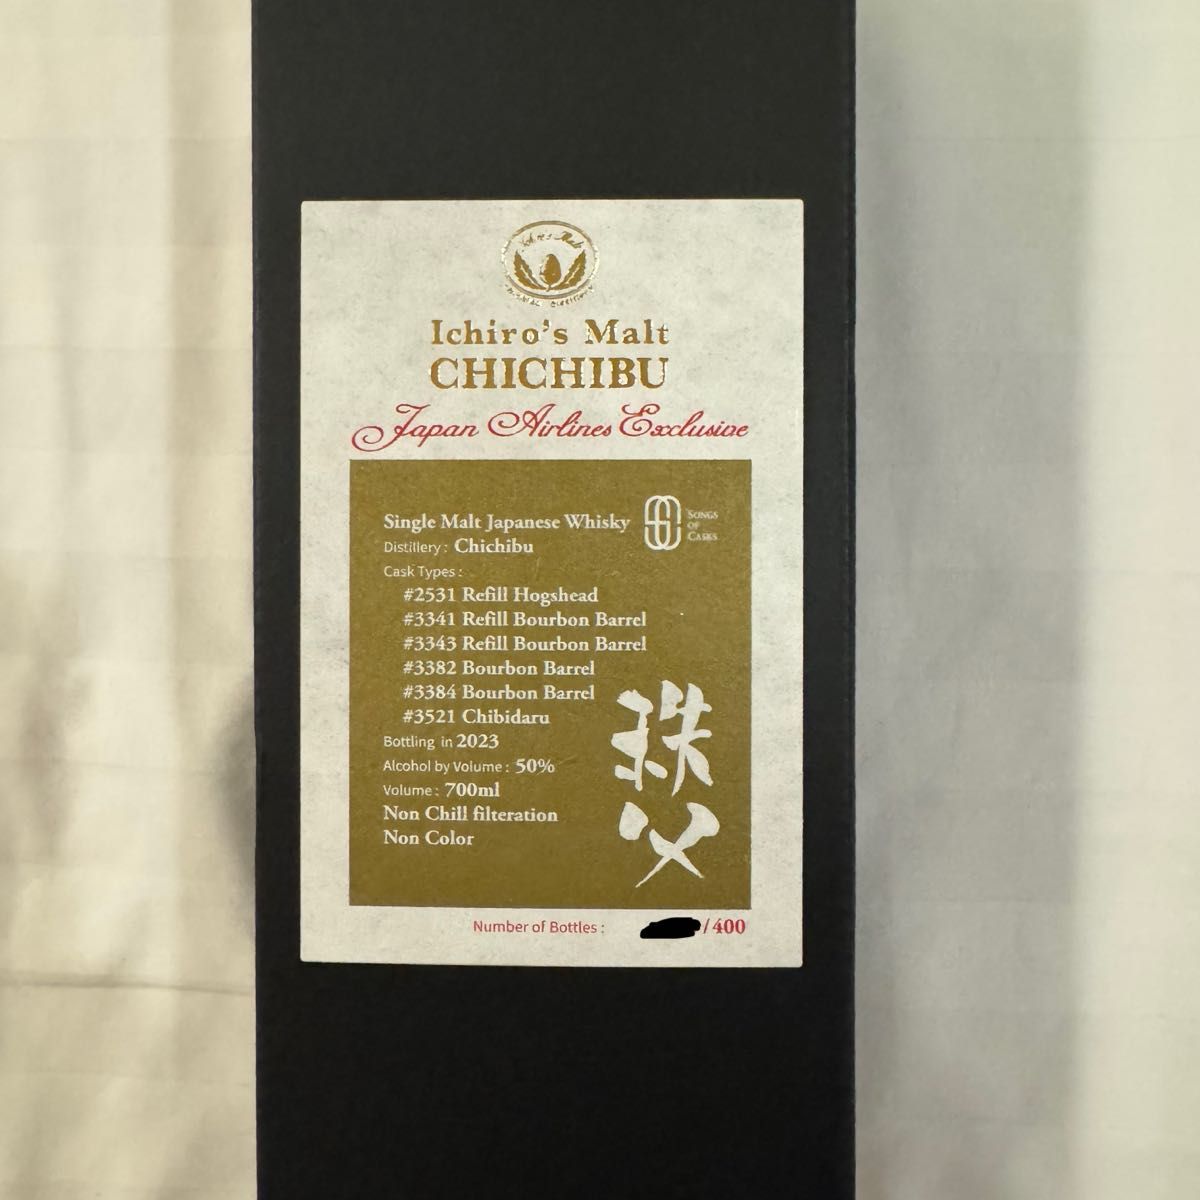 Ichiro's Malt
Ichiro's Malt
CHICHIBU
Japan Airlines Exclusive
Single Malt Japanese Whisky
SONGS
OF
CASKS
Distillery : Chichibu
Cask Types :
#2531 Refill Hogshead
#3341 Refill Bourbon Barrel
#3343 Refill Bourbon Barrel
#3382 Bourbon Barrel
#3384 Bourbon Barrel
#3521 Chibidaru
Bottling in 2023
Alcohol by Volume : 50%
Volume : 700ml
Non Chill filteration
Non Color
秩父
Number of Bottles : /400